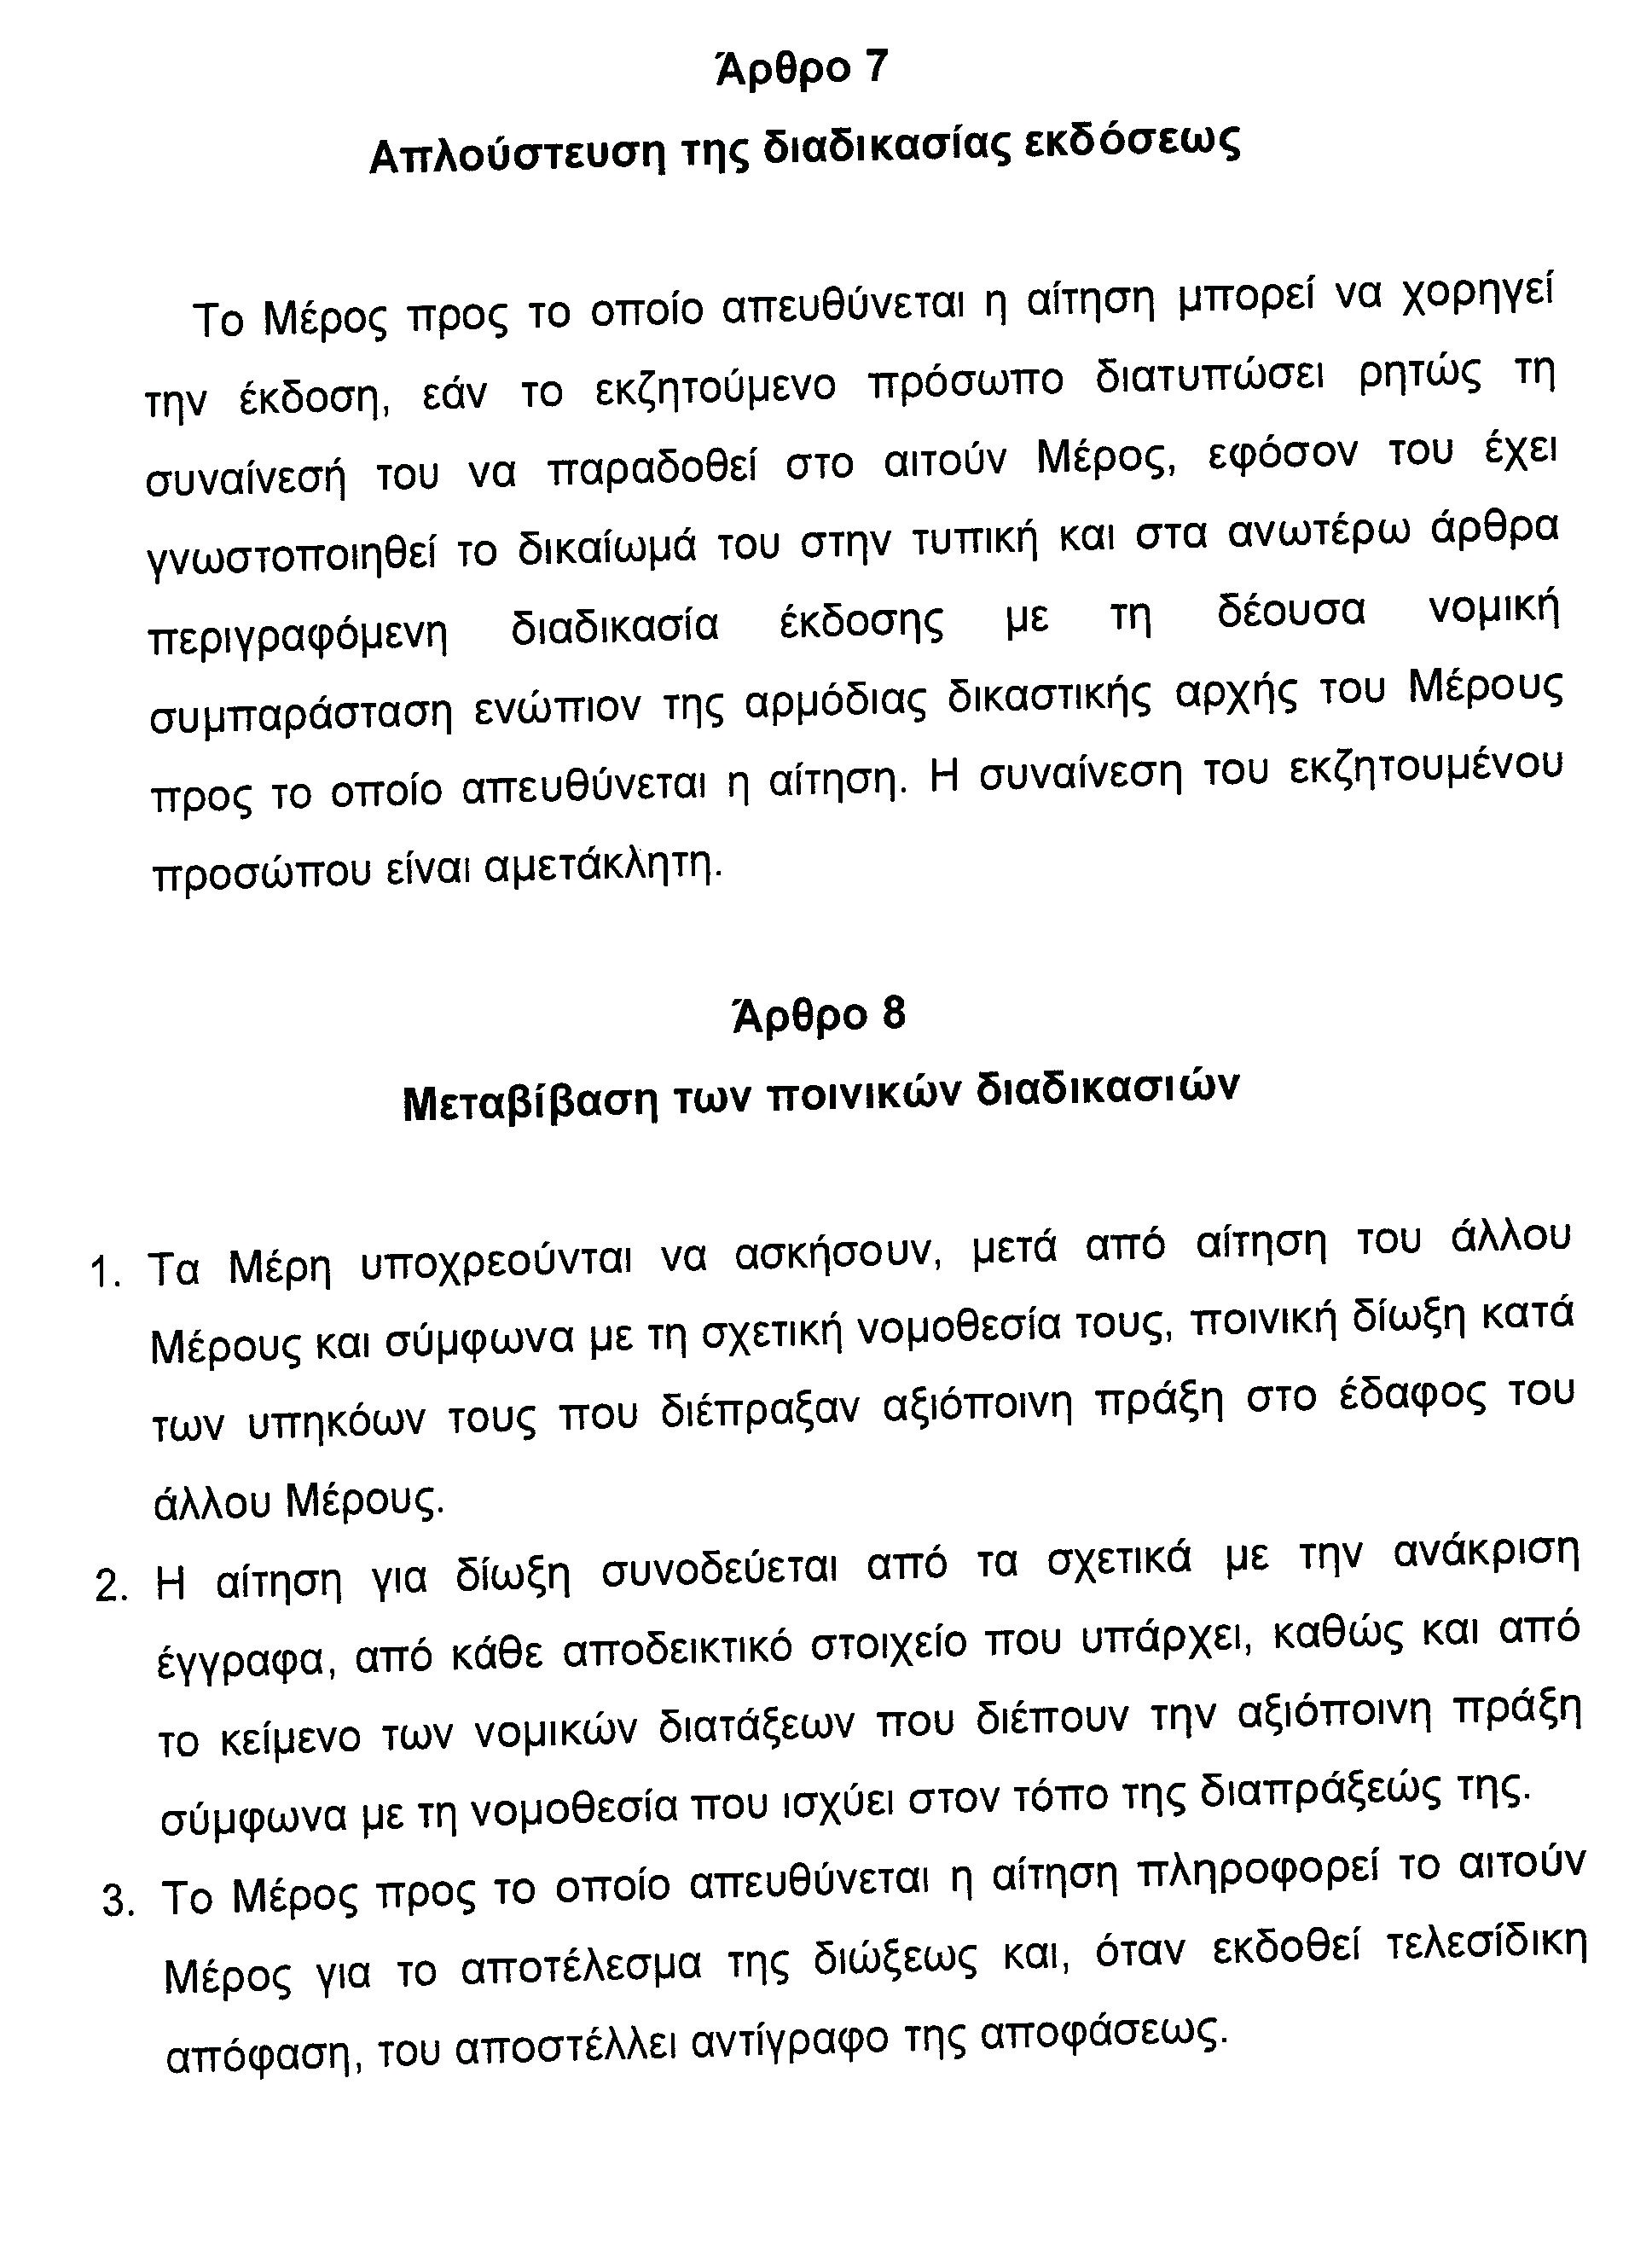 Άρθρο 7
Απλούστευση της διαδικασίας εκδόσεως
Το Μέρος προς το οποίο απευθύνεται η αίτηση μπορεί να χορηγεί
την έκδοση, εάν το εκζητούμενο πρόσωπο διατυπώσει ρητώς τη
συναίνεσή του να παραδοθεί στο αιτούν Μέρος, εφόσον του έχει
γνωστοποιηθεί το δικαίωμά του στην τυπική και στα ανωτέρω άρθρα
περιγραφόμενη διαδικασία έκδοσης με τη δέουσα νομική
συμπαράσταση ενώπιον της αρμόδιας δικαστικής αρχής του Μέρους
προς το οποίο απευθύνεται η αίτηση. Η συναίνεση του εκζητουμένου
προσώπου είναι αμετάκλητη.
Άρθρο 8
Μεταβίβαση των ποινικών διαδικασιών
1. Τα Μέρη υποχρεούνται να ασκήσουν, μετά από αίτηση του άλλου
Μέρους και σύμφωνα με τη σχετική νομοθεσία τους, ποινική δίωξη κατά
των υπηκόων τους που διέπραξαν αξιόποινη πράξη στο έδαφος του
άλλου Μέρους.
2. Η αίτηση για δίωξη συνοδεύεται από τα σχετικά με την ανάκριση
έγγραφα, από κάθε αποδεικτικό στοιχείο που υπάρχει, καθώς και από
το κείμενο των νομικών διατάξεων που διέπουν την αξιόποινη πράξη
σύμφωνα με τη νομοθεσία που ισχύει στον τόπο της διαπράξεώς της.
3. Το Μέρος προς το οποίο απευθύνεται η αίτηση πληροφορεί το αιτούν
Μέρος για το αποτέλεσμα της διώξεως και, όταν εκδοθεί τελεσίδικη
απόφαση, του αποστέλλει αντίγραφο της αποφάσεως.